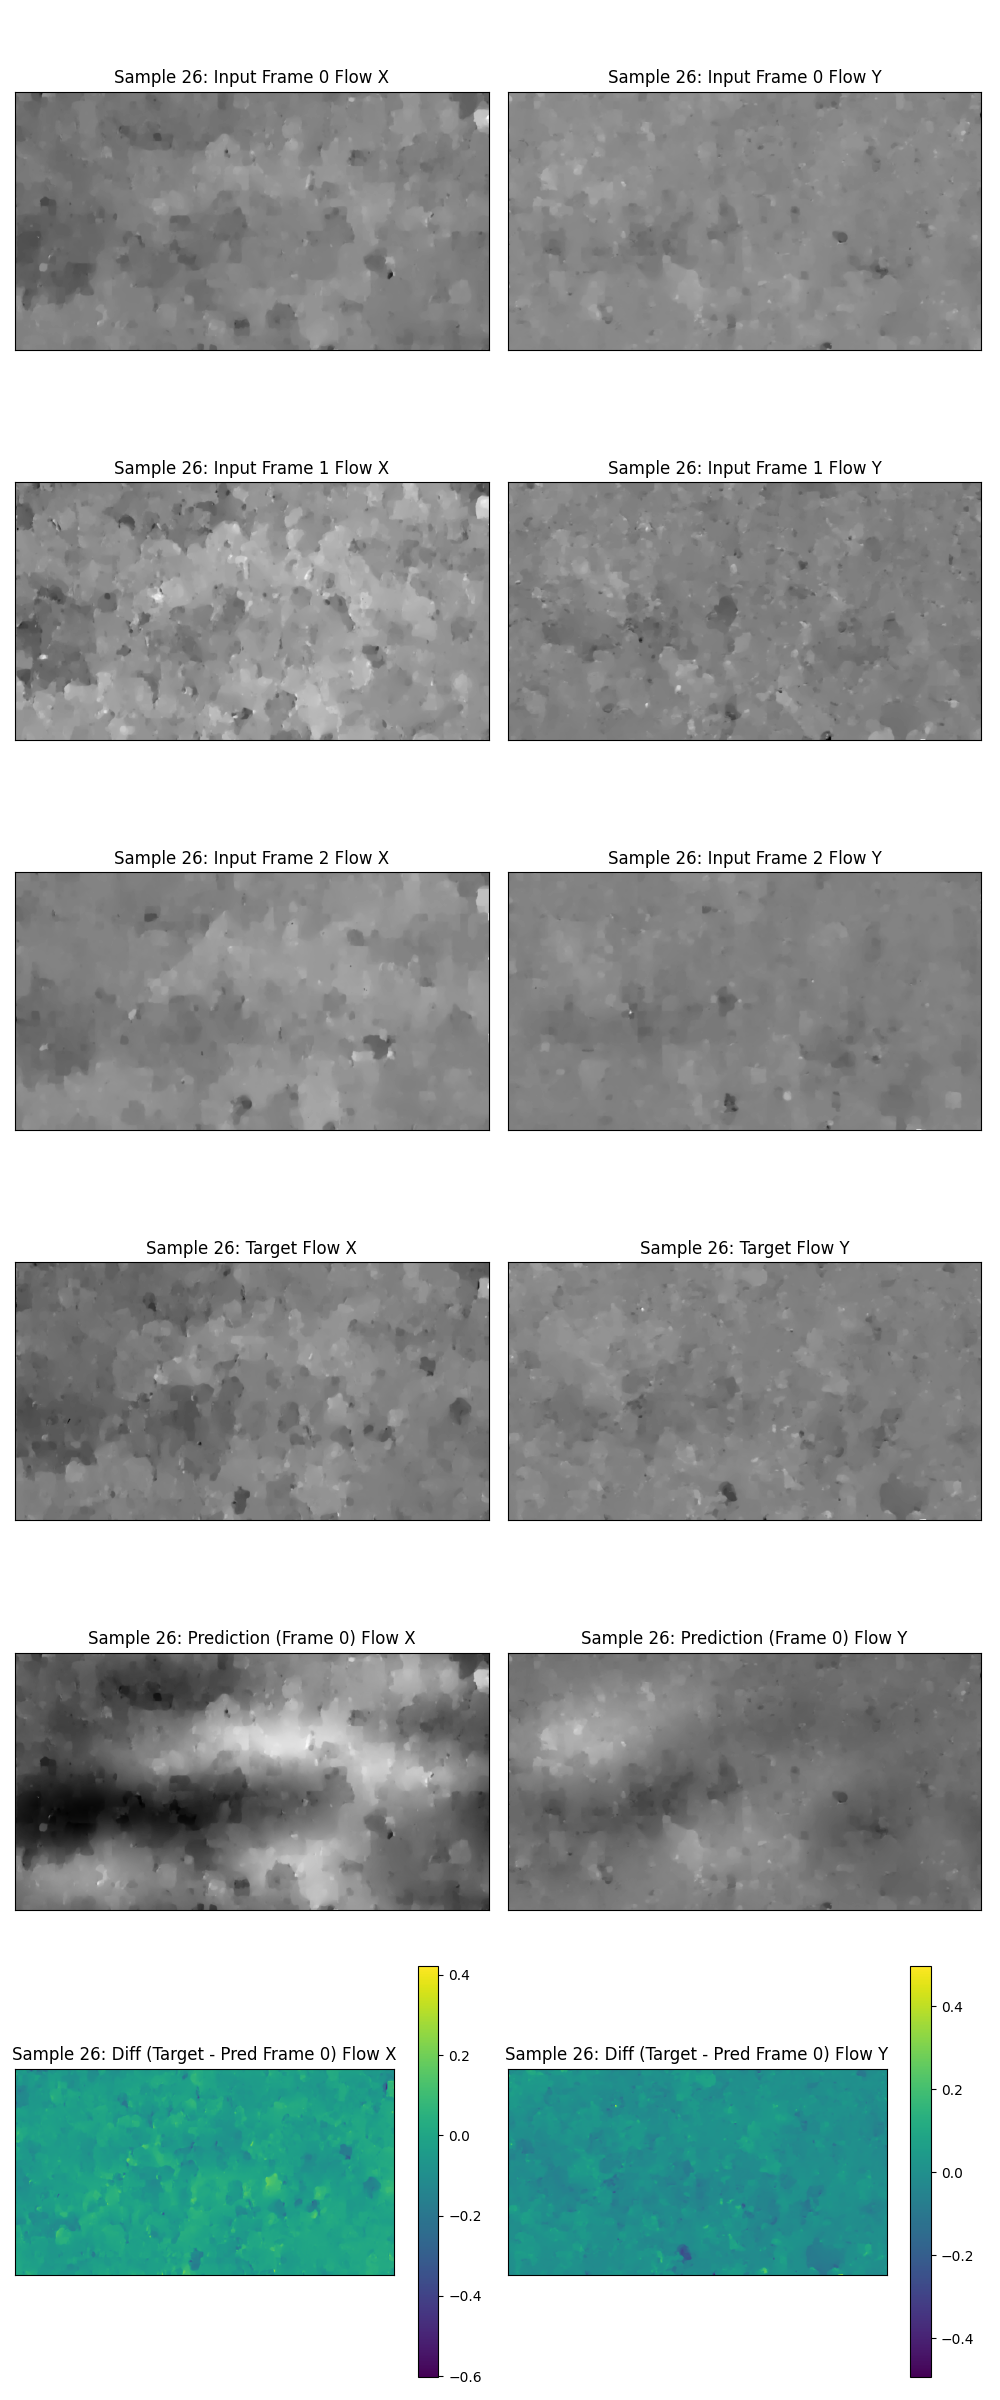 Sample 26: Input Frame 0 Flow X
Sample 26: Input Frame 0 Flow Y
Sample 26: Input Frame 1 Flow X
Sample 26: Input Frame 1 Flow Y
Sample 26: Input Frame 2 Flow X
Sample 26: Input Frame 2 Flow Y
Sample 26: Target Flow X
Sample 26: Target Flow Y
Sample 26: Prediction (Frame 0) Flow X
Sample 26: Prediction (Frame 0) Flow Y
Sample 26: Diff (Target - Pred Frame 0) Flow X
0.4
0.2
0.0
−0.2
−0.4
−0.6
Sample 26: Diff (Target - Pred Frame 0) Flow Y
0.4
0.2
0.0
−0.2
−0.4